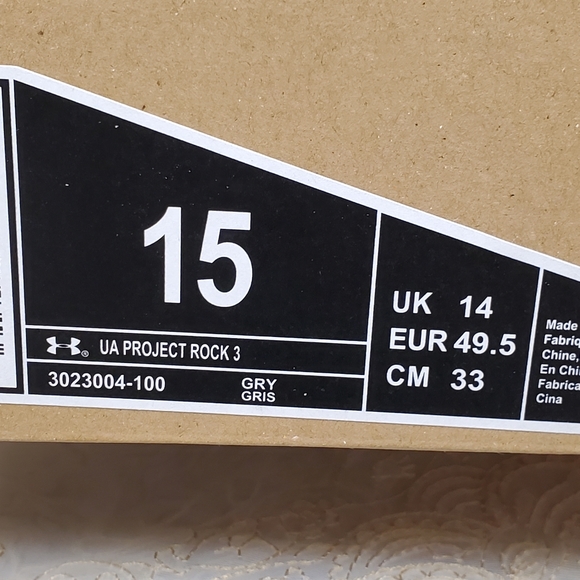 15
UA PROJECT ROCK 3
3023004-100 GRY
GRIS
UK 14
EUR 49.5
CM 33
Made
Chine,
En
Cina